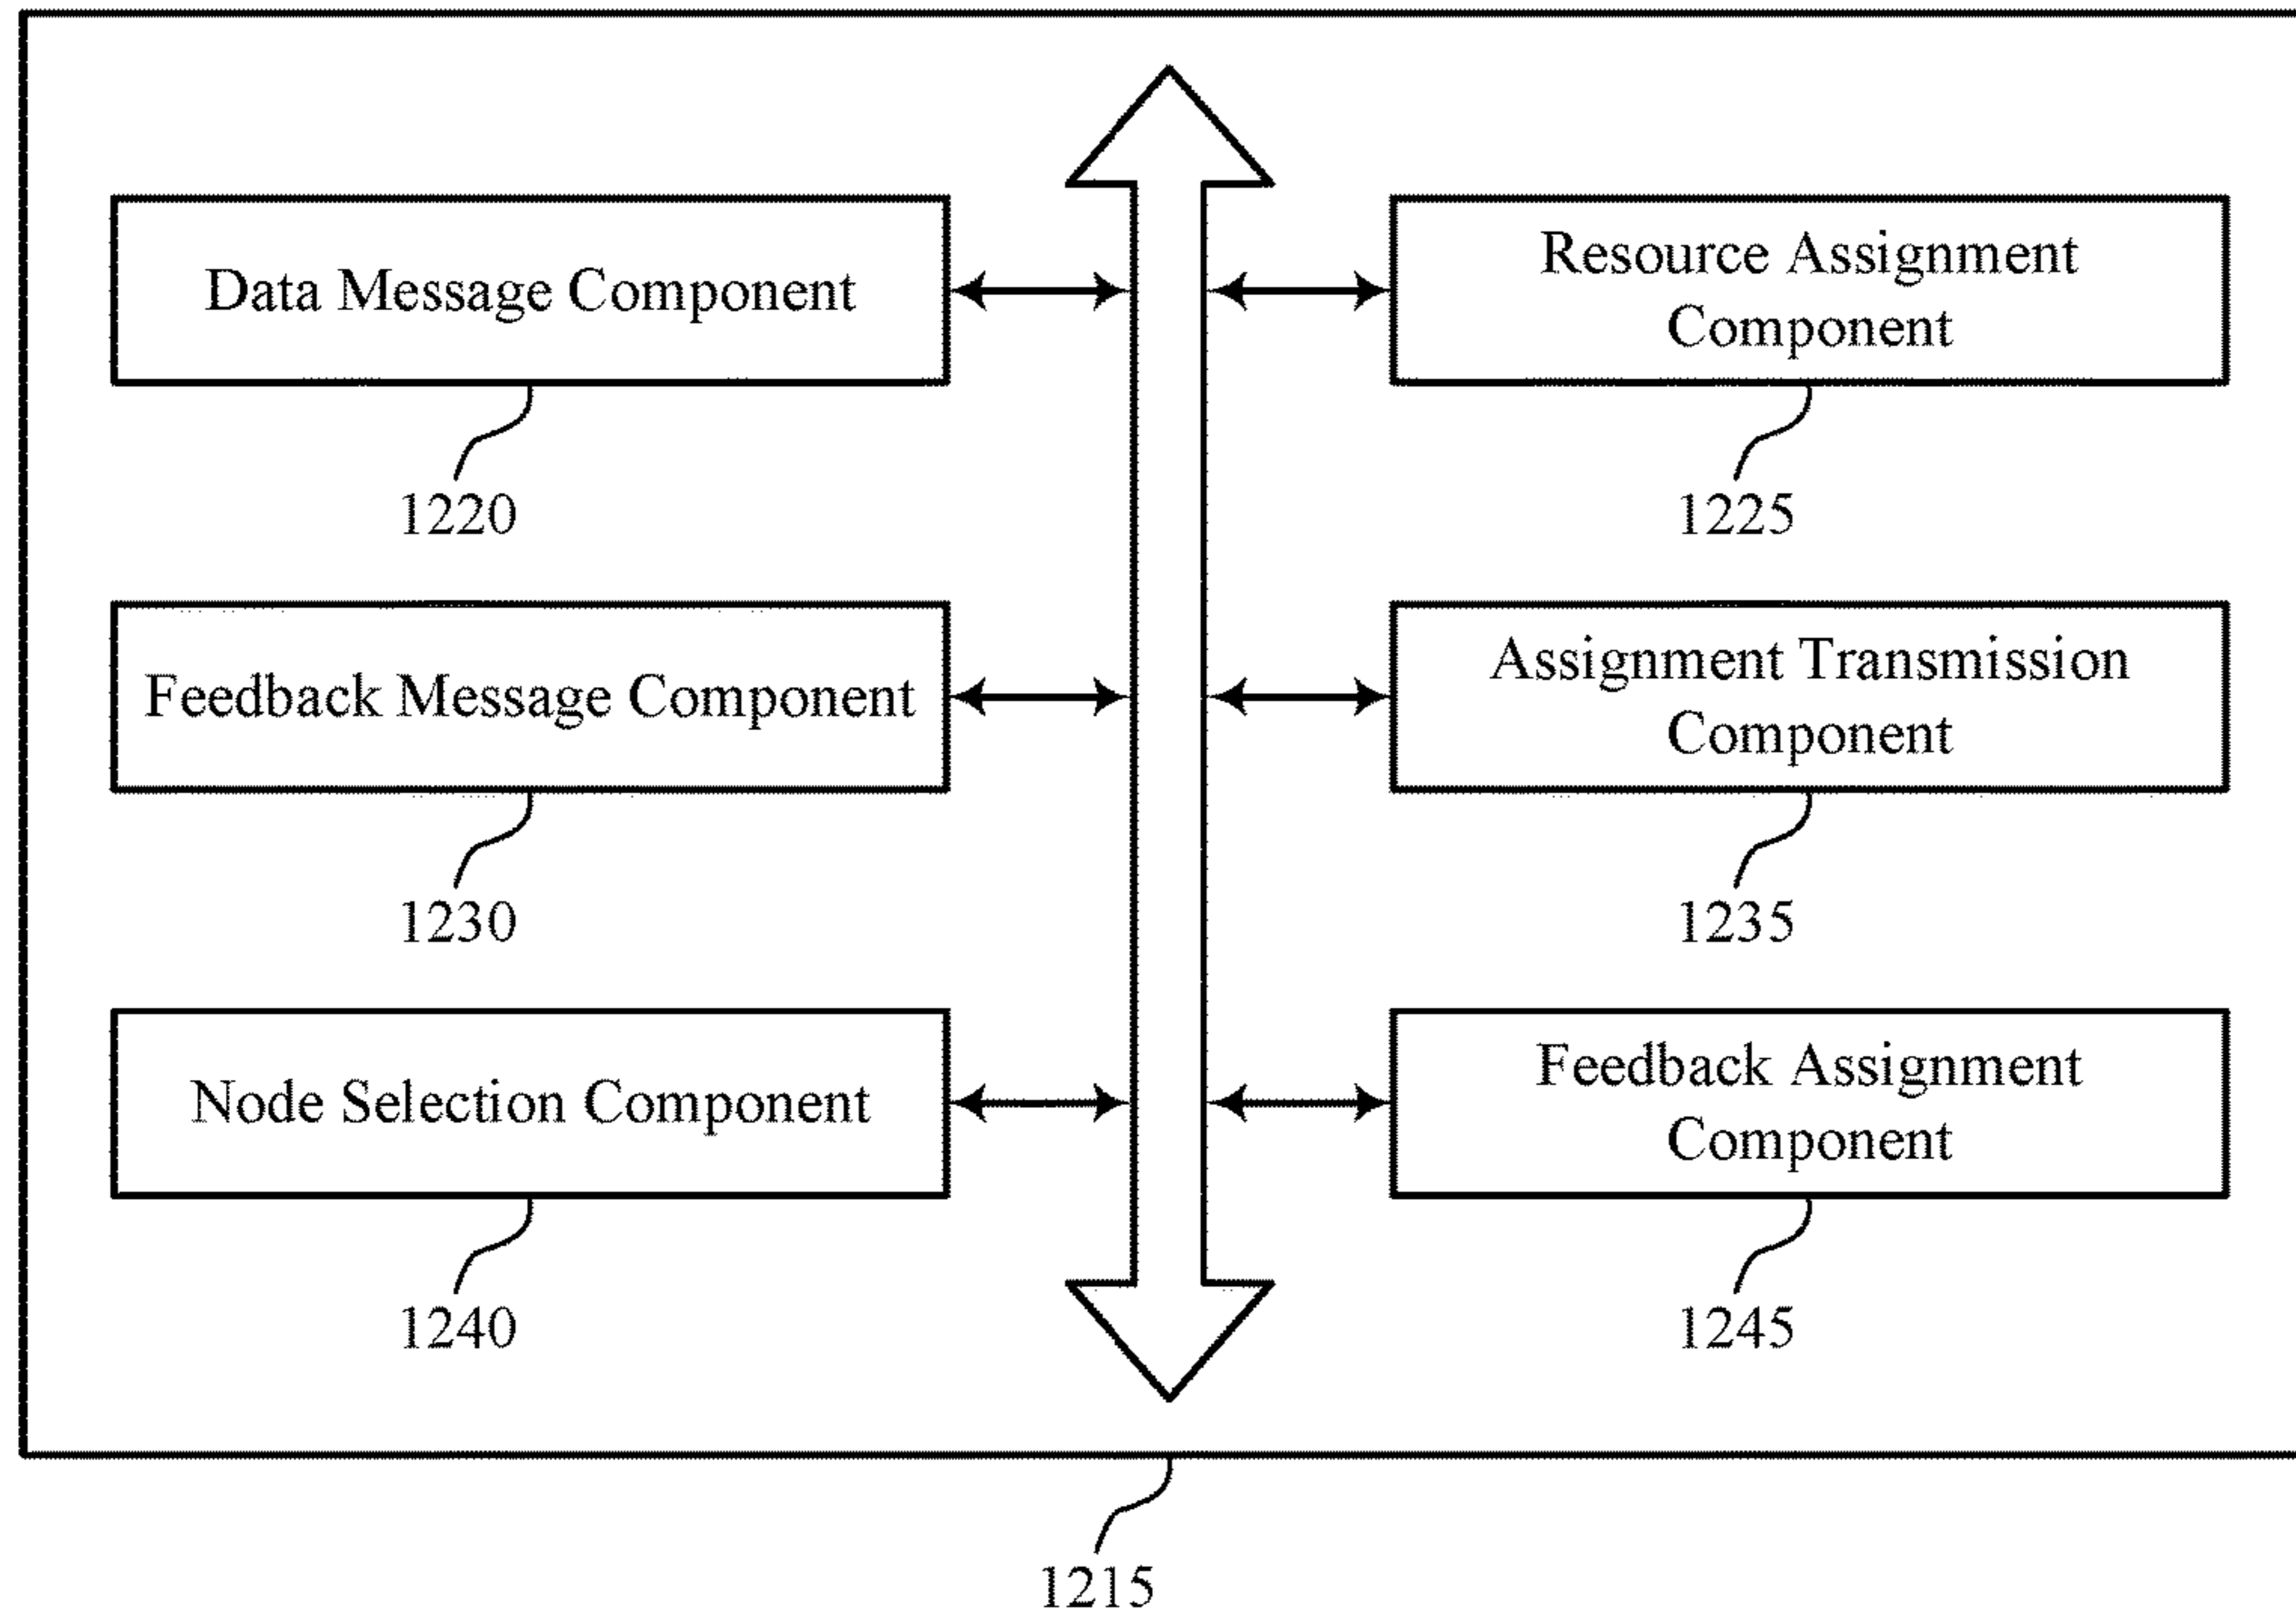 Data Message Component
Resource Assignment
Component
1220
1225
Feedback Message Component
Assignment Transmission
Component
1230
1235
Node Selection Component
Feedback Assignment
Component
1240
1245
1215